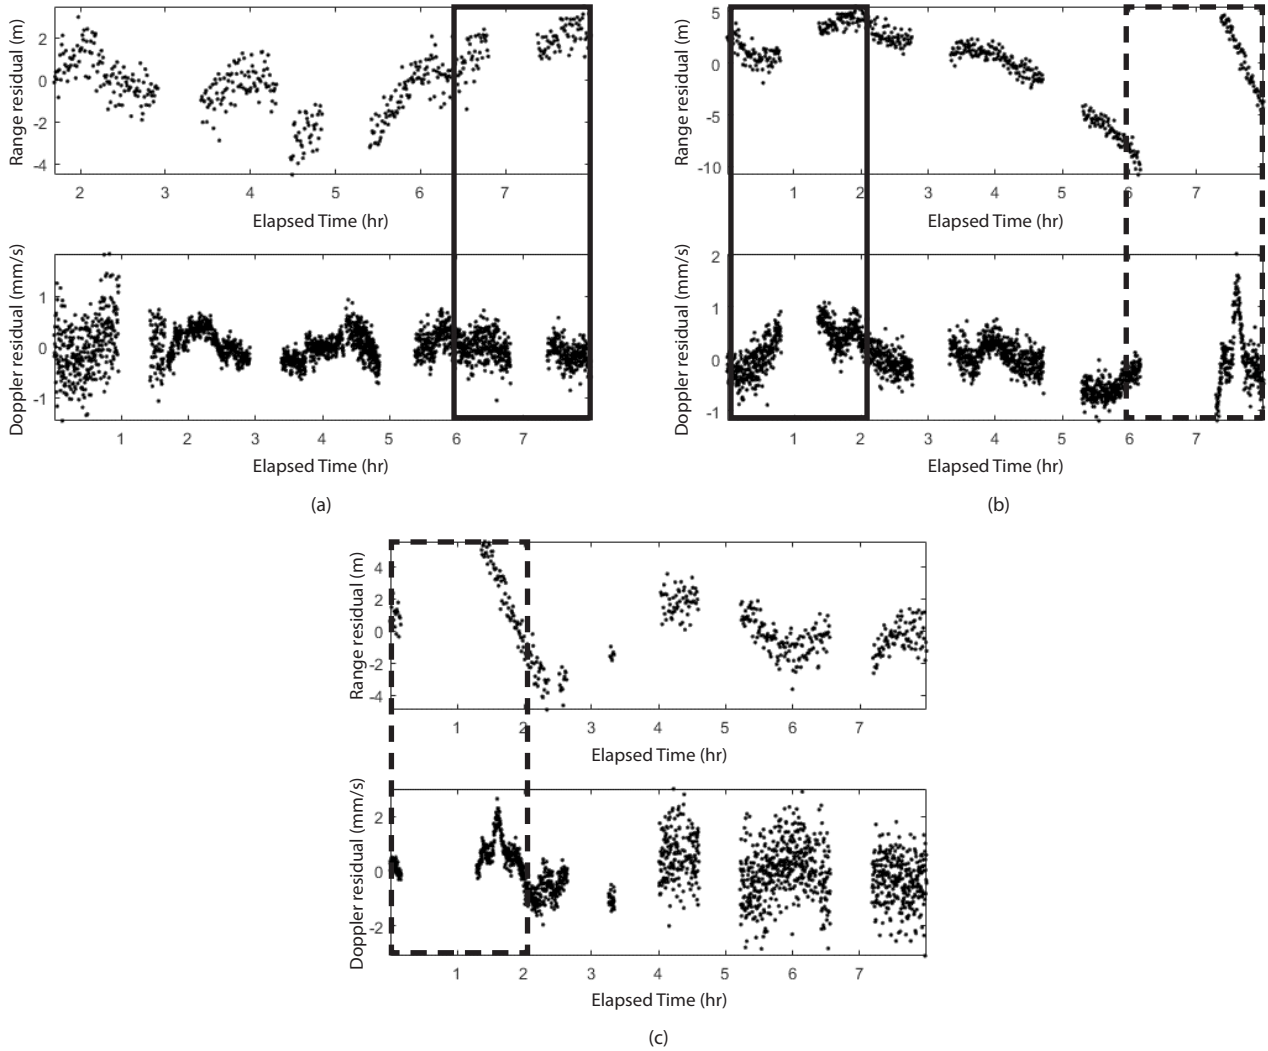 Range residual (m)
2
0
-2
-4
2 3 4 5 6 7
Elapsed Time (hr)
Doppler residual (mm/s)
1
0
-1
1 2 3 4 5 6 7
Elapsed Time (hr)
(a)
Range residual (m)
5
0
-5
-10
1 2 3 4 5 6 7
Elapsed Time (hr)
Doppler residual (mm/s)
2
1
0
-1
1 2 3 4 5 6 7
Elapsed Time (hr)
(b)
Range residual (m)
4
2
0
-2
-4
1 2 3 4 5 6 7
Elapsed Time (hr)
Doppler residual (mm/s)
2
0
-2
1 2 3 4 5 6 7
Elapsed Time (hr)
(c)